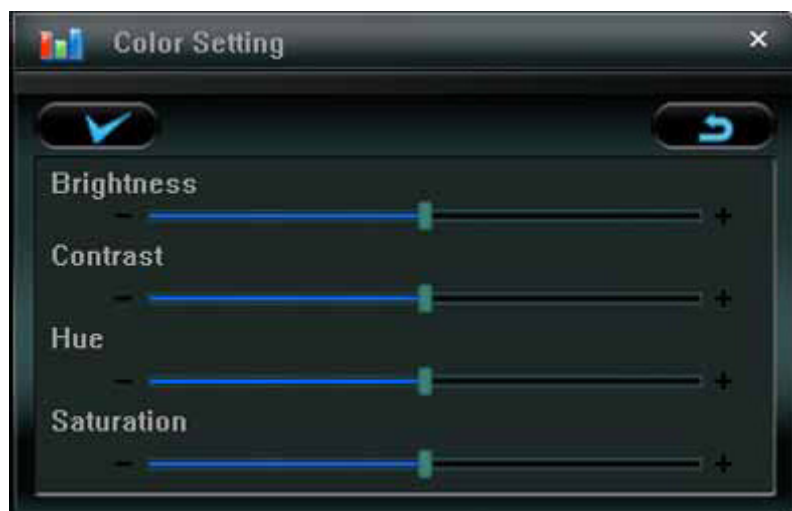 Color Setting
Brightness
- +
Contrast
- +
Hue
- +
Saturation
- +